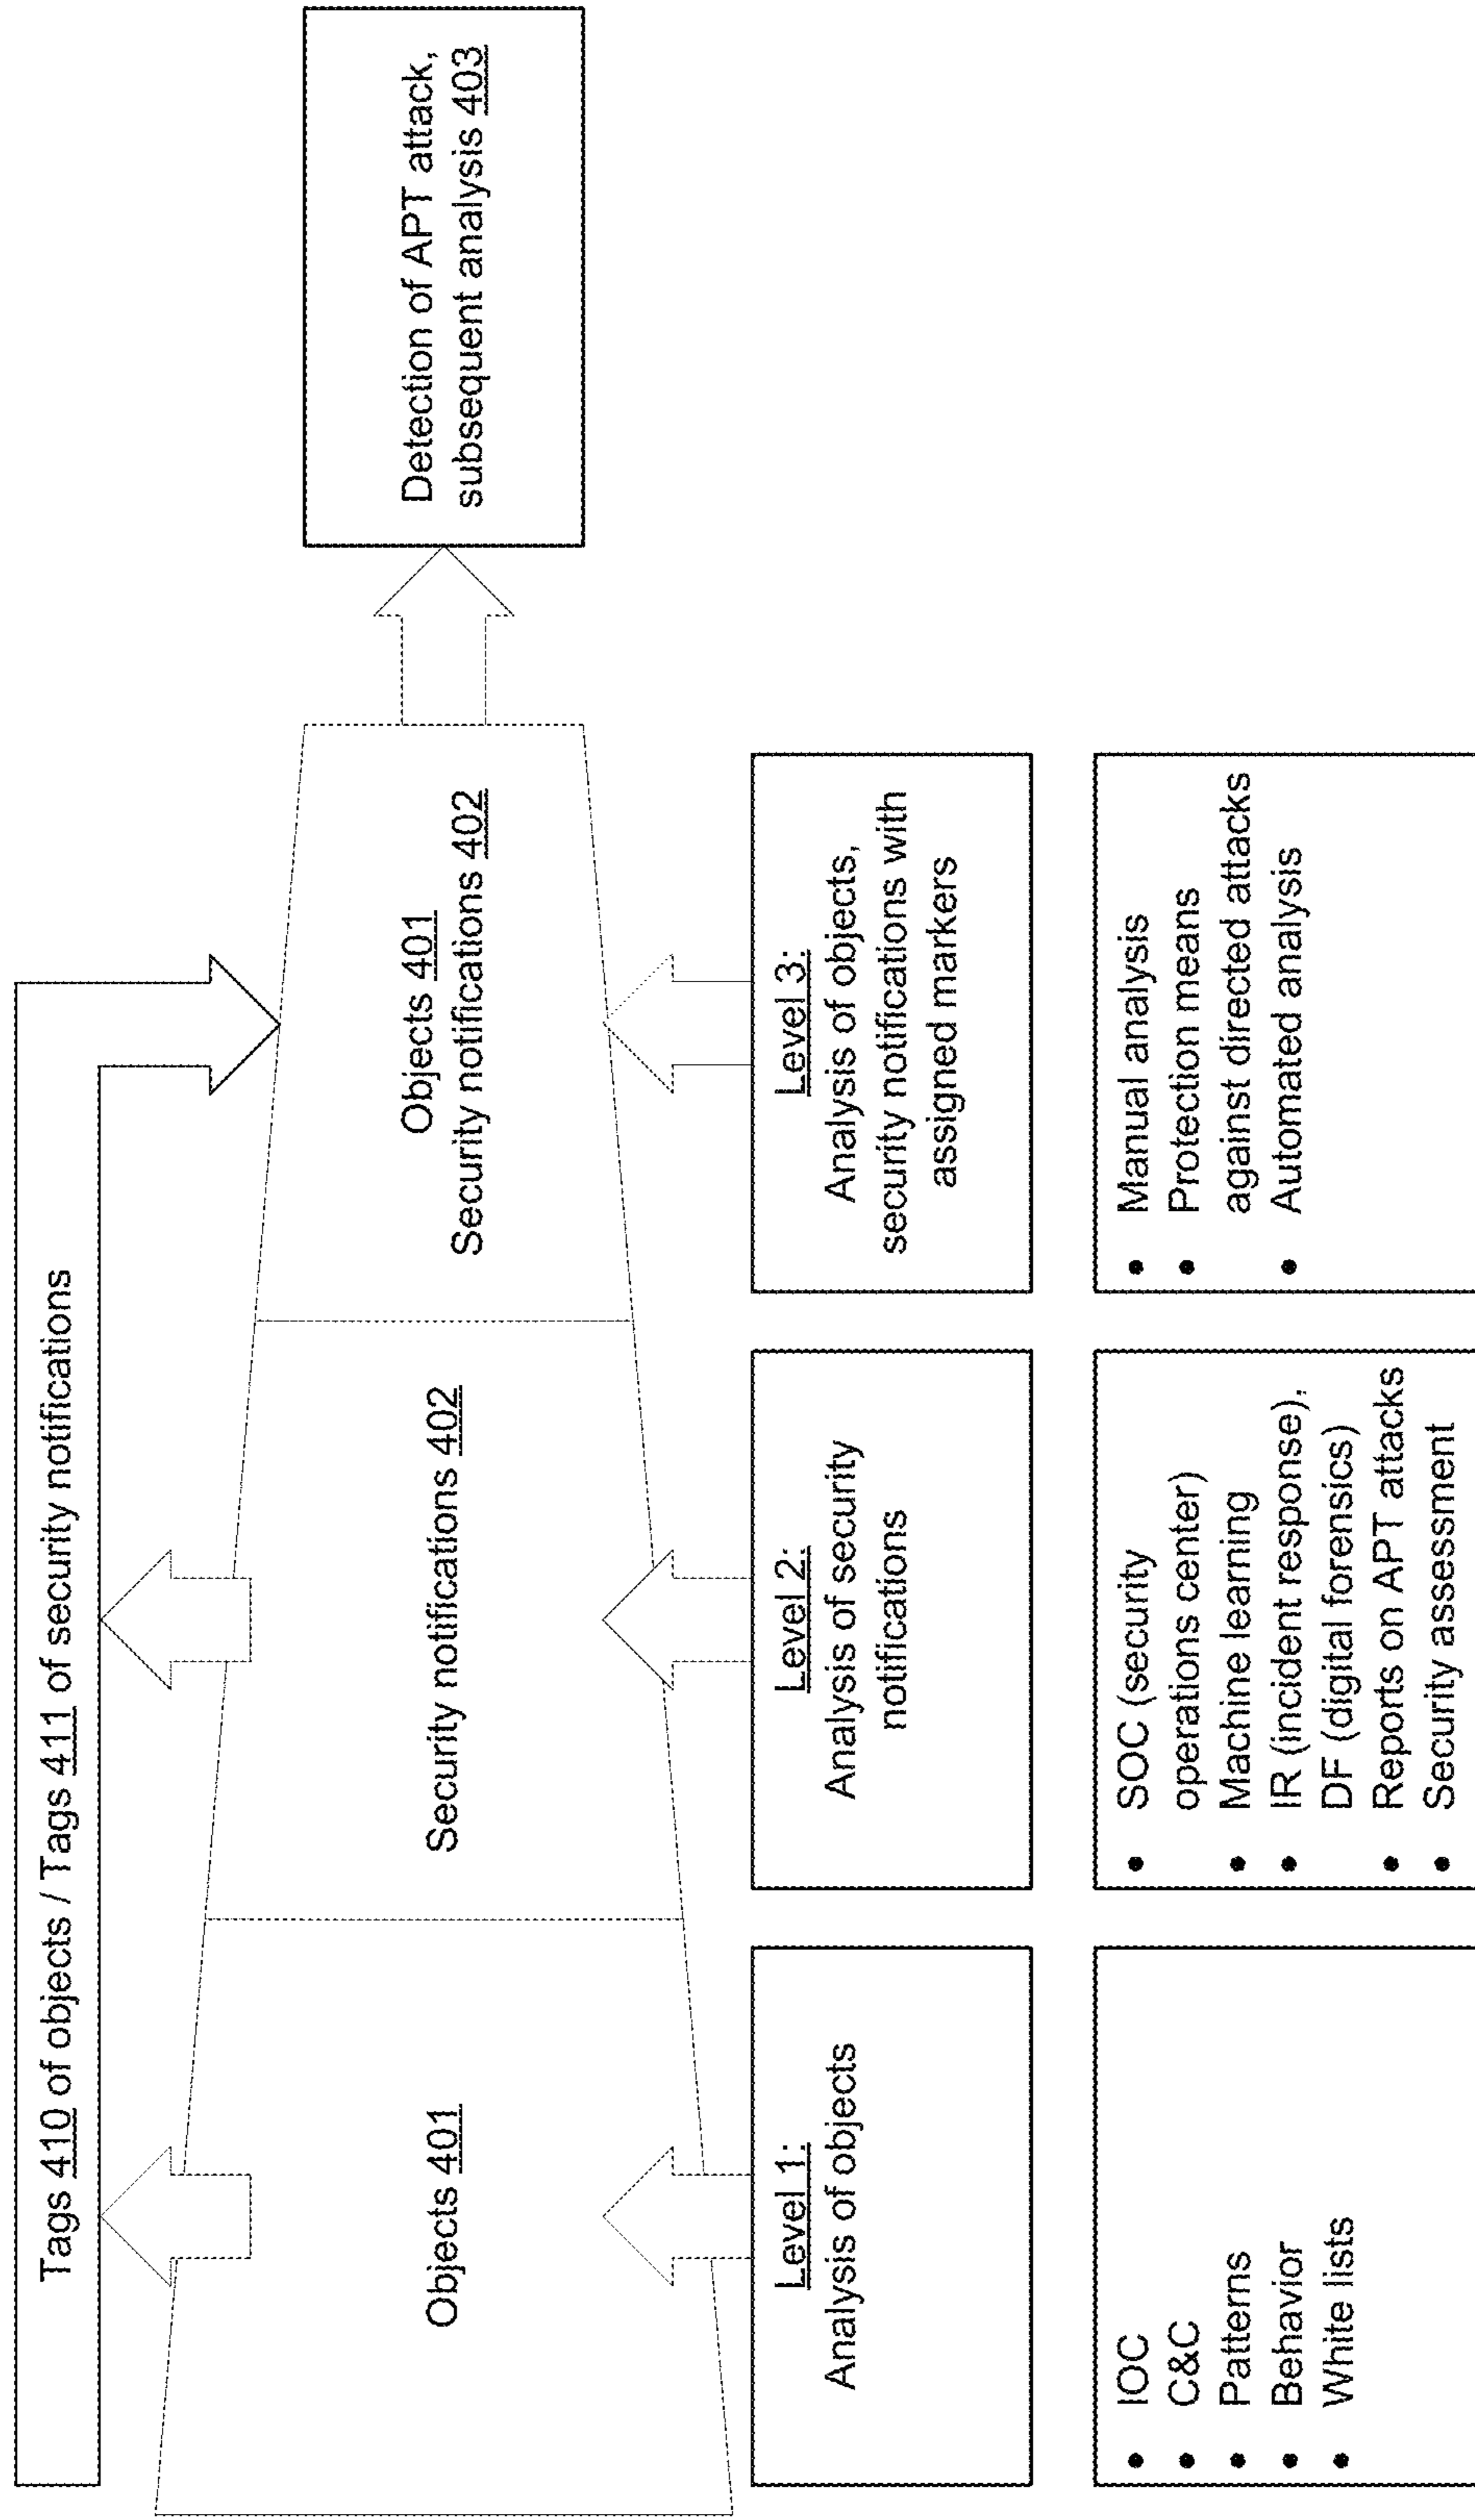 Tags 410 of objects / Tags 411 of security notifications
Objects 401
Security notifications 402
Objects 401
Security notifications 402
Detection of APT attack,
subsequent analysis 403
Level 1:
Analysis of objects
Level 2:
Analysis of security
notifications
Level 3:
Analysis of objects,
security notifications with
assigned markers
• IOC
• C&C
• Patterns
• Behavior
• White lists
• SOC (security
operations center)
• Machine learning
• IR (incident response),
DF (digital forensics)
• Reports on APT attacks
• Security assessment
• Manual analysis
• Protection means
against directed attacks
• Automated analysis